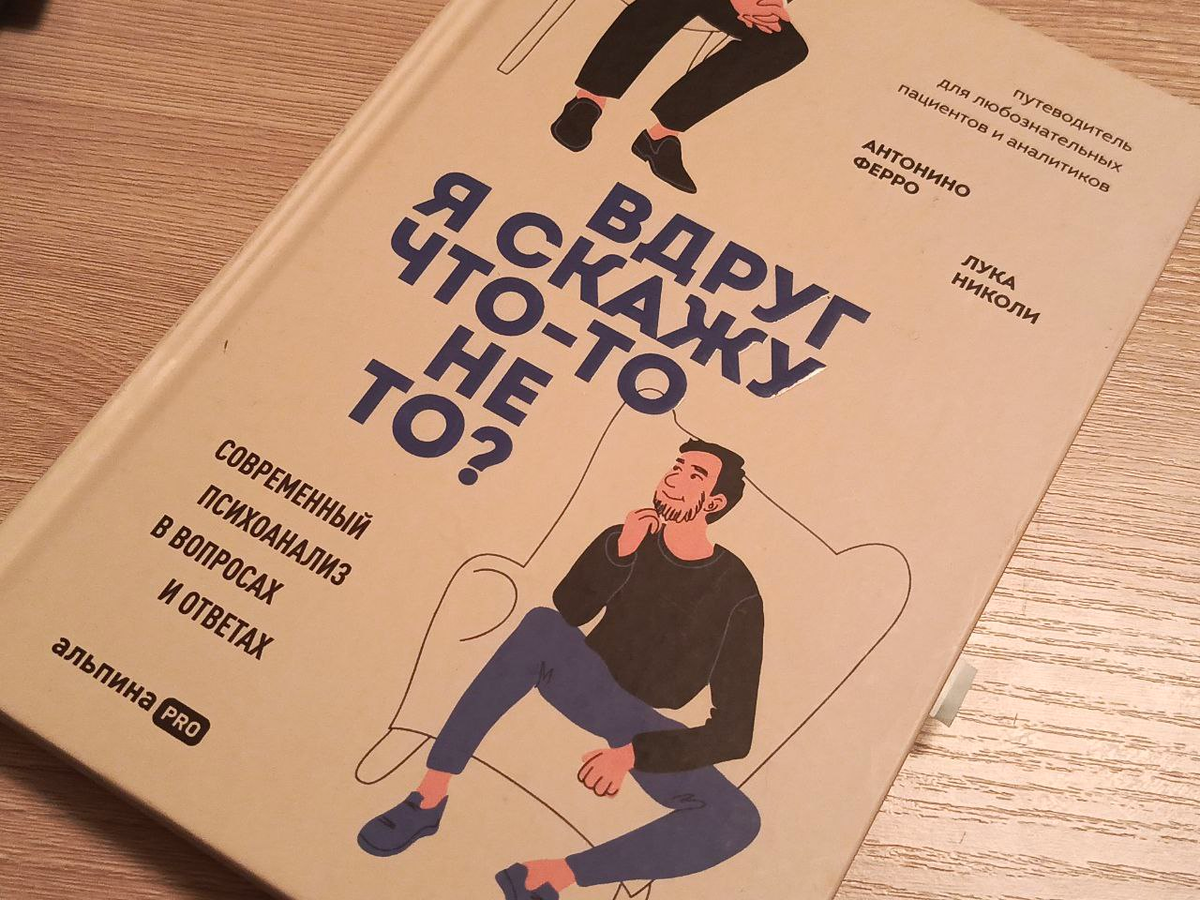 путеводитель
для любознательных
пациентов и аналитиков
АНТОНИНО
ФЕРРО
ЛУКА
НИКОЛИ
ВДРУГ
Я СКАЖУ
ЧТО-ТО
НЕ
ТО?
СОВРЕМЕННЫЙ
ПСИХОАНАЛИЗ
В ВОПРОСАХ
И ОТВЕТАХ
альпина PRO